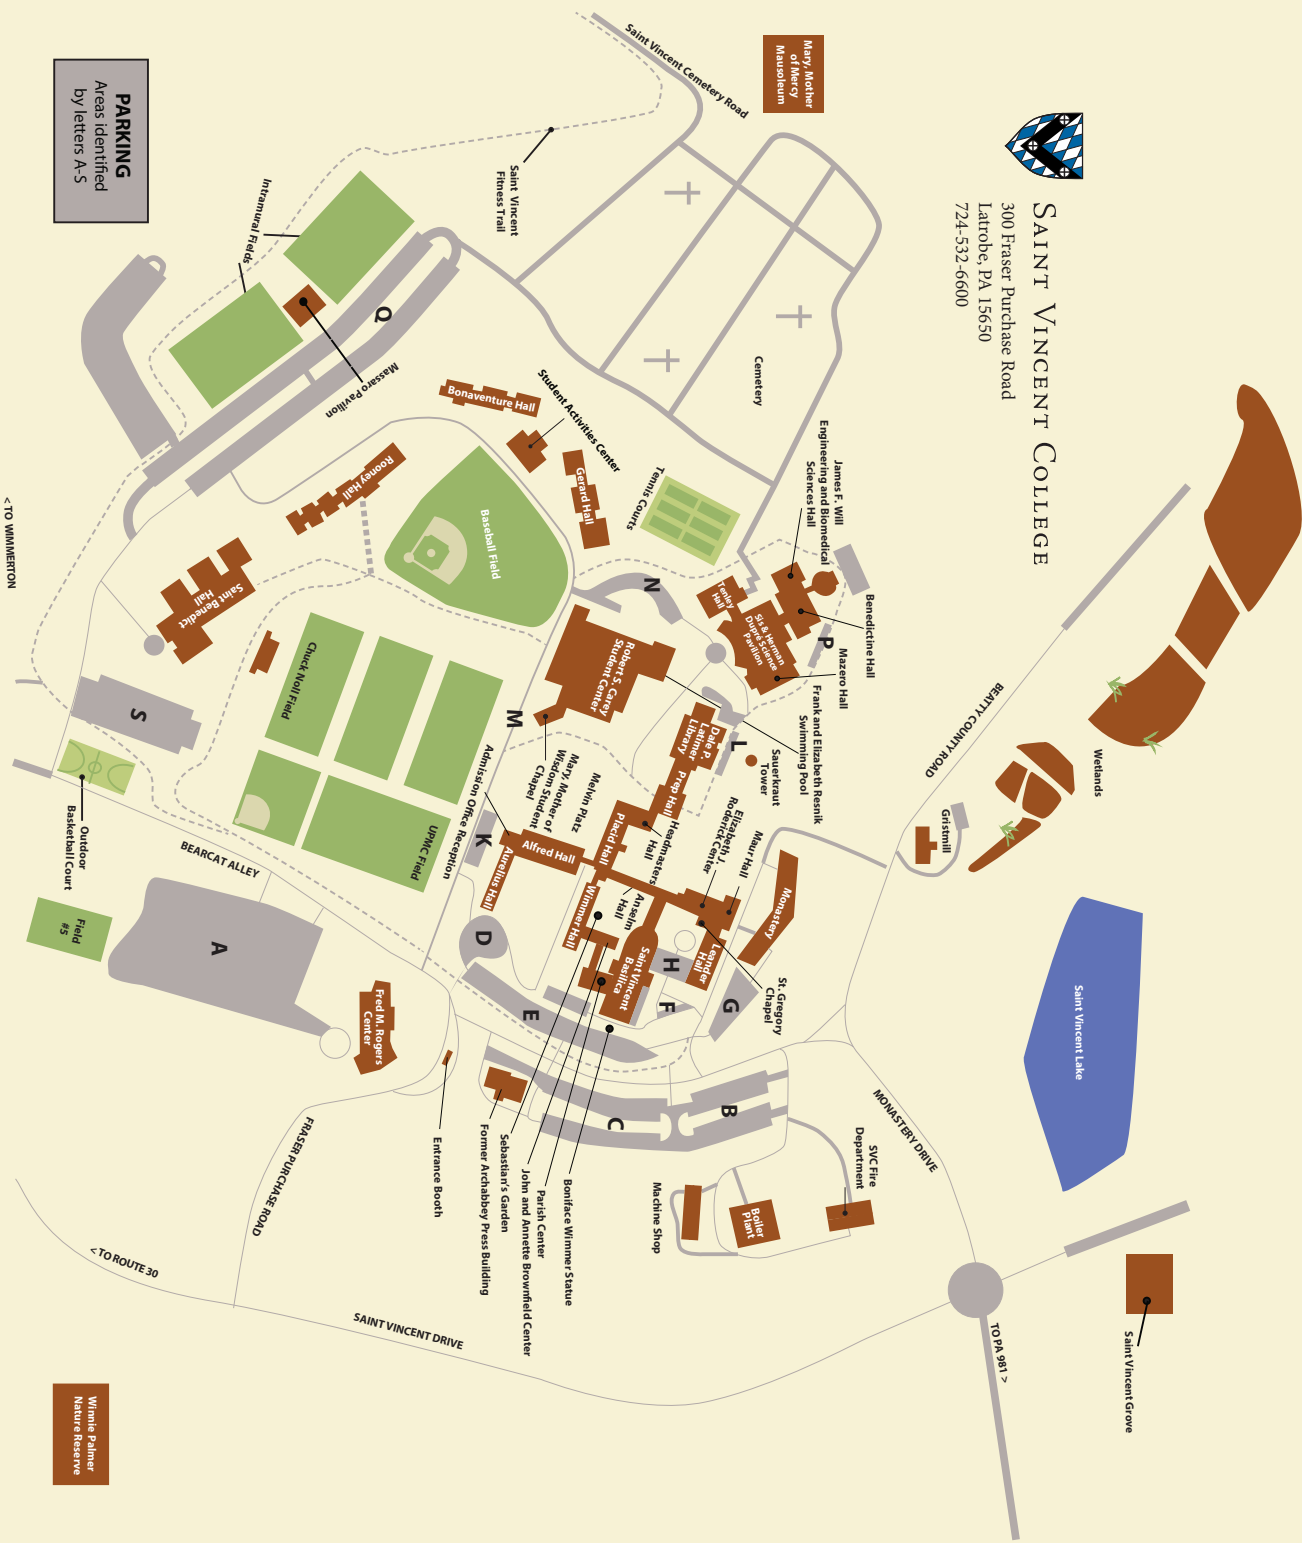 SAINT VINCENT COLLEGE
300 Fraser Purchase Road
Latrobe, PA 15650
724-532-6600
Mary, Mother
of Mercy
Mausoleum
Saint Vincent Cemetery Road
Saint Vincent
Fitness Trail
PARKING
Areas identified
by letters A-S
Intramural Fields
Q
Massaro Pavilion
Cemetery
Bonaventure Hall
Student Activities Center
Gerard Hall
Tennis Courts
James F. Will
Engineering and Biomedical
Sciences Hall
Rooney Hall
Baseball Field
N
Tenley
Hall
Sis & Herman
Dupré Science
Pavilion
P
Benedictine Hall
Mazero Hall
Frank and Elizabeth Resnik
Swimming Pool
< TO WIMMERTON
Saint Benedict
Hall
Chuck Noll Field
Robert S. Carey
Student Center
M
S
Outdoor
Basketball Court
UPMC Field
BEARCAT ALLEY
Field
#5
A
Dale P.
Latimer
Library
L
Sauerkraut
Tower
Prep Hall
Mary, Mother of
Wisdom Student
Chapel
Melvin Platz
Admission Office Reception
K
Alfred Hall
Aurelius Hall
Placid Hall
Headmasters
Hall
Elizabeth J.
Roderick Center
Maur Hall
Monastery
Wimmer Hall
Anselm
Hall
Saint Vincent
Basilica
H
Leander
Hall
St. Gregory
Chapel
G
F
E
D
BEATTY COUNTY ROAD
Wetlands
Gristmill
Saint Vincent Lake
MONASTERY DRIVE
Fred M. Rogers
Center
Entrance Booth
FRASER PURCHASE ROAD
B
C
Former Archabbey Press Building
Sebastian's Garden
John and Annette Brownfield Center
Parish Center
Boniface Wimmer Statue
Machine Shop
Boiler
Plant
SVC Fire
Department
< TO ROUTE 30
SAINT VINCENT DRIVE
TO PA 981 >
Saint Vincent Grove
Winnie Palmer
Nature Reserve